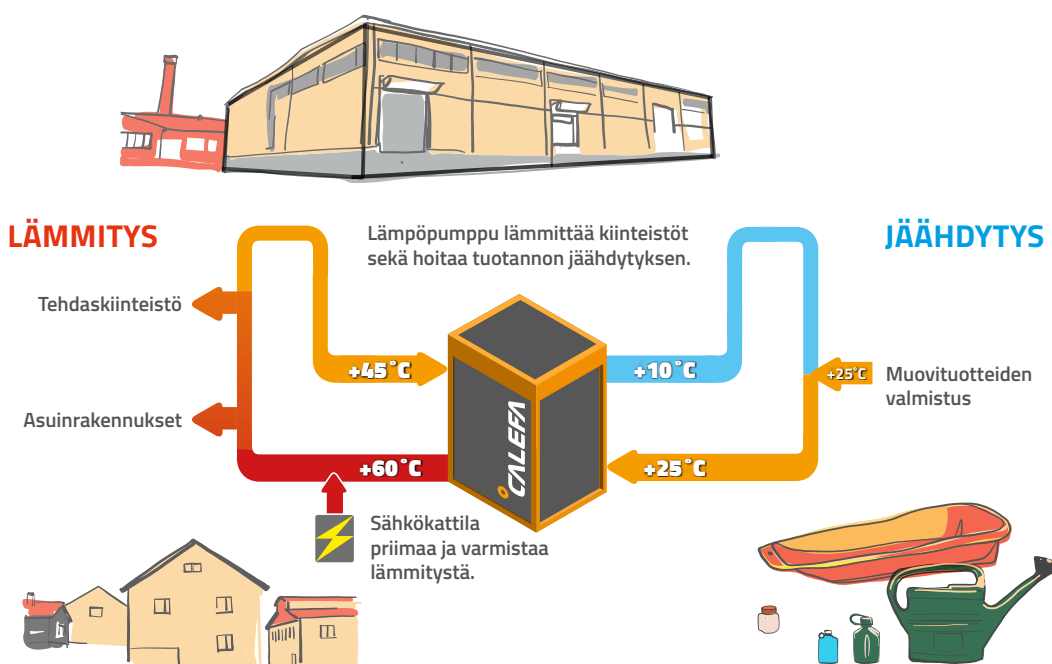 LÄMMITYS
Lämpöpumppu lämmittää kiinteistöt
sekä hoitaa tuotannon jäähdytyksen.
JÄÄHDYTYS
Tehdaskiinteistö
+45°C
+10°C
+25°C
Muovituotteiden
valmistus
Asuinrakennukset
+60°C
CALEFA
+25°C
Sähkökattila
priimaa ja varmistaa
lämmitystä.